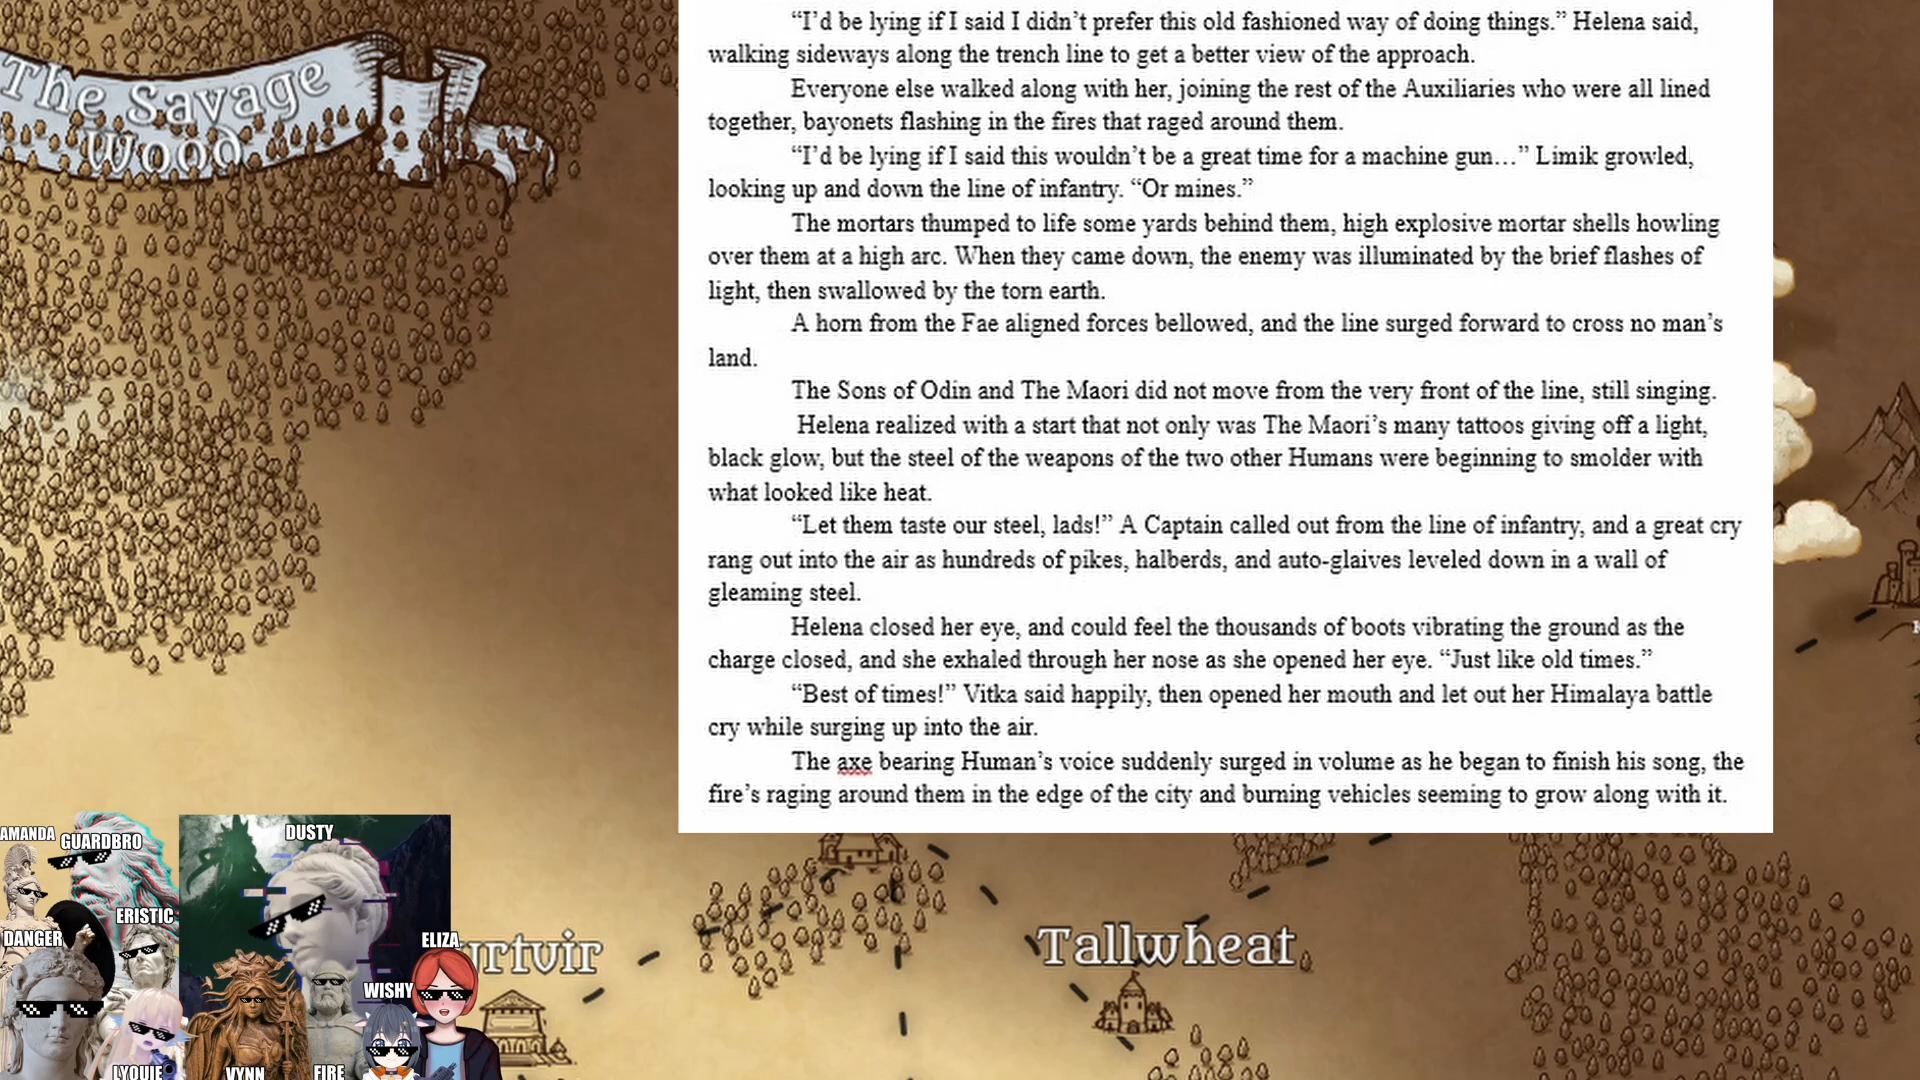 The Savage
Wood
“I’d be lying if I said I didn’t prefer this old fashioned way of doing things.” Helena said,
walking sideways along the trench line to get a better view of the approach.
Everyone else walked along with her, joining the rest of the Auxiliaries who were all lined
together, bayonets flashing in the fires that raged around them.
“I’d be lying if I said this wouldn’t be a great time for a machine gun…” Limik growled,
looking up and down the line of infantry. “Or mines.”
The mortars thumped to life some yards behind them, high explosive mortar shells howling
over them at a high arc. When they came down, the enemy was illuminated by the brief flashes of
light, then swallowed by the torn earth.
A horn from the Fae aligned forces bellowed, and the line surged forward to cross no man’s
land.
The Sons of Odin and The Maori did not move from the very front of the line, still singing.
Helena realized with a start that not only was The Maori’s many tattoos giving off a light,
black glow, but the steel of the weapons of the two other Humans were beginning to smolder with
what looked like heat.
“Let them taste our steel, lads!” A Captain called out from the line of infantry, and a great cry
rang out into the air as hundreds of pikes, halberds, and auto-glaives leveled down in a wall of
gleaming steel.
Helena closed her eye, and could feel the thousands of boots vibrating the ground as the
charge closed, and she exhaled through her nose as she opened her eye. “Just like old times.”
“Best of times!” Vitka said happily, then opened her mouth and let out her Himalaya battle
cry while surging up into the air.
The axe bearing Human’s voice suddenly surged in volume as he began to finish his song, the
fire’s raging around them in the edge of the city and burning vehicles seeming to grow along with it.
AMANDA
GUARDBRO
DUSTY
ERISTIC
DANGER
ELIZA
WISHY
LYQUIE
VYNN
FIRE
Tallwheat